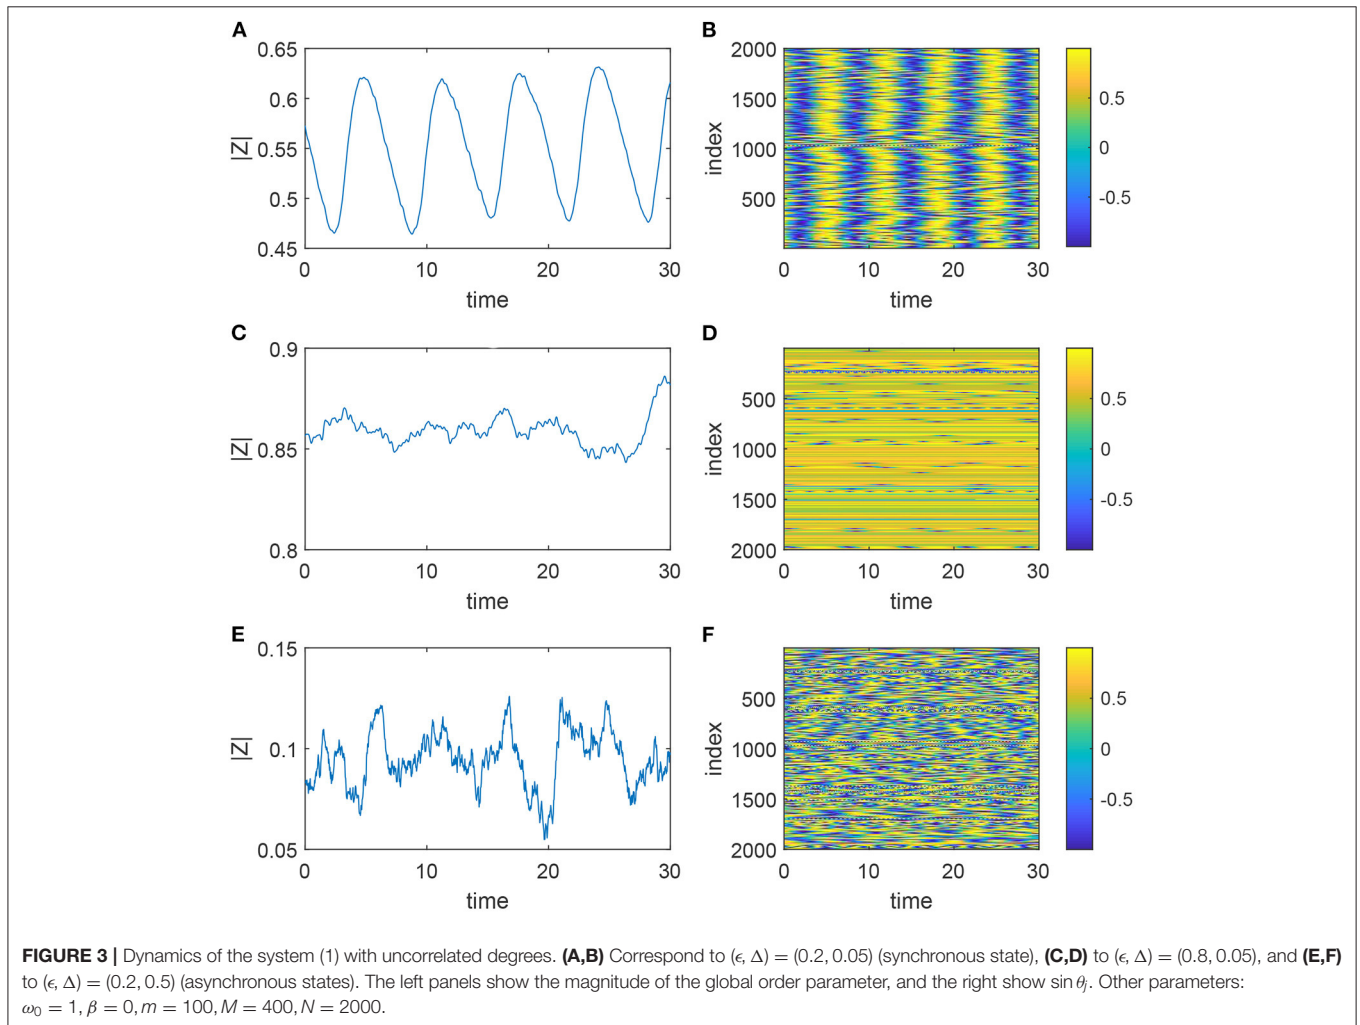 A
B
0.65
0.6
0.55
0.5
0.45
|Z|
0
10
20
30
time
2000
1500
1000
500
index
0
10
20
30
time
0.5
0
-0.5
C
D
0.9
0.85
0.8
|Z|
0
10
20
30
time
500
1000
1500
2000
index
0
10
20
30
time
0.5
0
-0.5
E
F
0.15
0.1
0.05
|Z|
0
10
20
30
time
500
1000
1500
2000
index
0
10
20
30
time
0.5
0
-0.5
FIGURE 3 | Dynamics of the system (1) with uncorrelated degrees. (A,B) Correspond to (ϵ, Δ) = (0.2, 0.05) (synchronous state), (C,D) to (ϵ, Δ) = (0.8, 0.05), and (E,F)
to (ϵ, Δ) = (0.2, 0.5) (asynchronous states). The left panels show the magnitude of the global order parameter, and the right show sin θj. Other parameters:
ω0 = 1, β = 0, m = 100, M = 400, N = 2000.